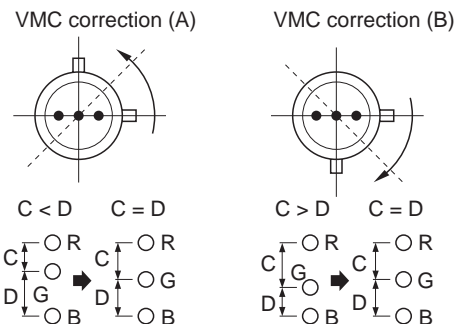 VMC correction (A)
VMC correction (B)
C < D
C = D
C > D
C = D
C
D
R
G
B
C
D
R
G
B
C
D
R
G
B
C
D
R
G
B